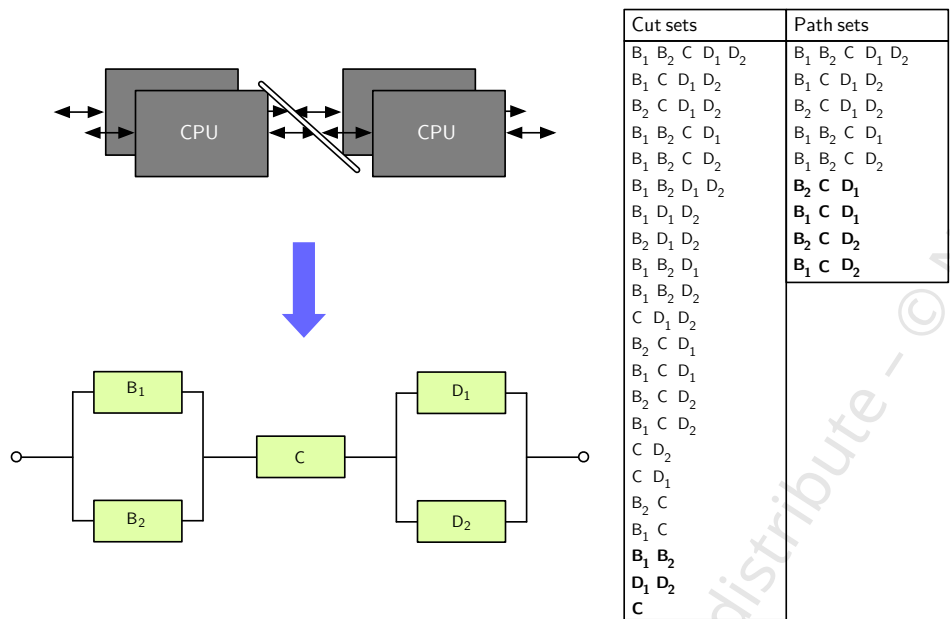 CPU
CPU
B₁
B₂
C
D₁
D₂
Cut sets
B₁ B₂ C D₁ D₂
B₁ C D₁ D₂
B₂ C D₁ D₂
B₁ B₂ C D₁
B₁ B₂ C D₂
B₁ B₂ D₁ D₂
B₁ D₁ D₂
B₂ D₁ D₂
B₁ B₂ D₁
B₁ B₂ D₂
C D₁ D₂
B₂ C D₁
B₁ C D₁
B₂ C D₂
B₁ C D₂
C D₂
C D₁
B₂ C
B₁ C
B₁ B₂
D₁ D₂
C
Path sets
B₁ B₂ C D₁ D₂
B₁ C D₁ D₂
B₂ C D₁ D₂
B₁ B₂ C D₁
B₁ B₂ C D₂
B₂ C D₁
B₁ C D₁
B₂ C D₂
B₁ C D₂
distribute – ©